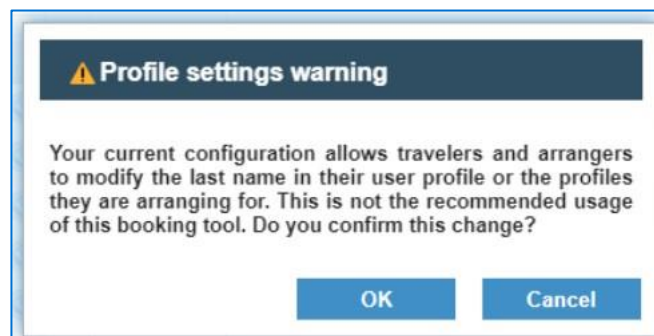 Profile settings warning
Your current configuration allows travelers and arrangers
to modify the last name in their user profile or the profiles
they are arranging for. This is not the recommended usage
of this booking tool. Do you confirm this change?
OK Cancel